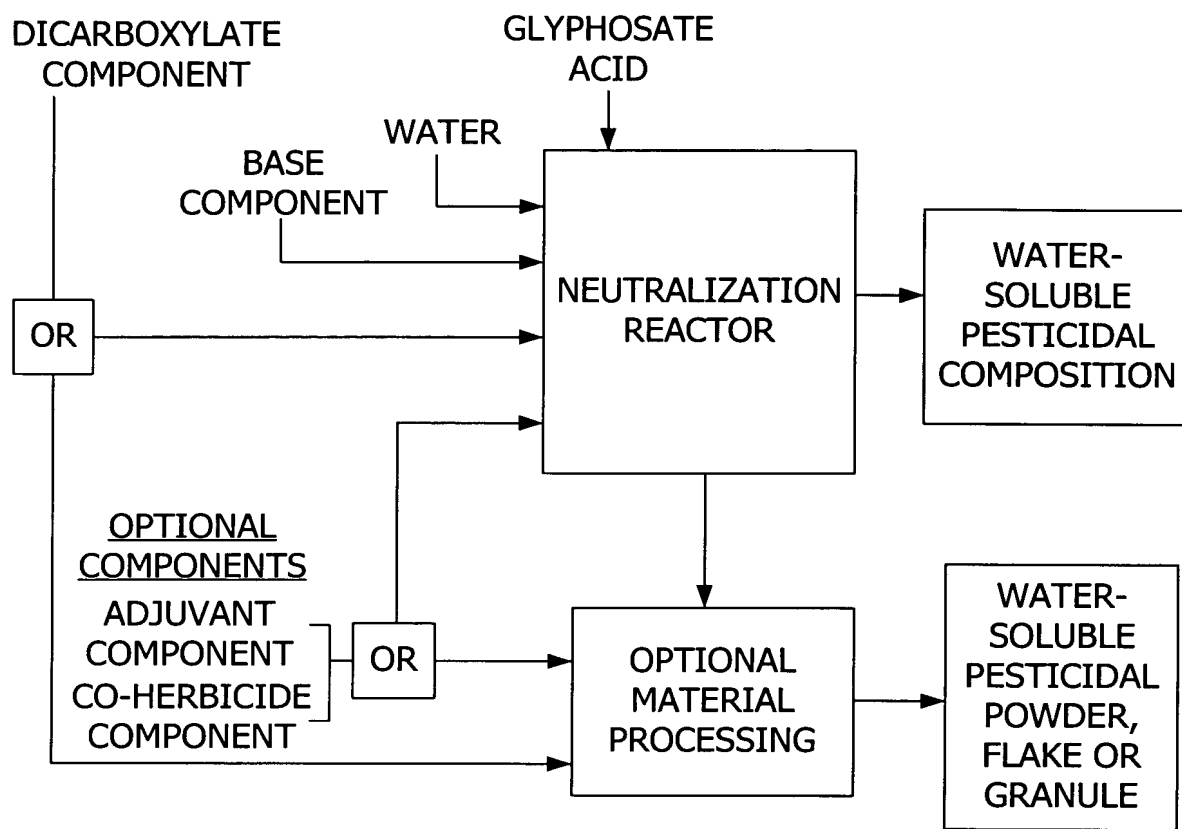 DICARBOXYLATE
COMPONENT
GLYPHOSATE
ACID
WATER
BASE
COMPONENT
OR
NEUTRALIZATION
REACTOR
WATER-
SOLUBLE
PESTICIDAL
COMPOSITION
OPTIONAL
COMPONENTS
ADJUVANT
COMPONENT
CO-HERBICIDE
COMPONENT
OR
OPTIONAL
MATERIAL
PROCESSING
WATER-
SOLUBLE
PESTICIDAL
POWDER,
FLAKE OR
GRANULE